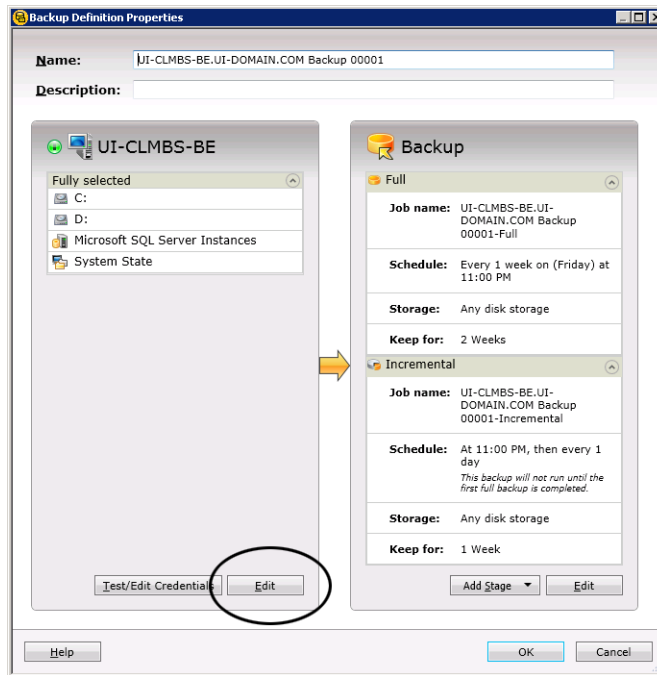 Backup Definition Properties
Name: UI-CLMBS-BE.UI-DOMAIN.COM Backup 00001
Description:
UI-CLMBS-BE
Fully selected
C:
D:
Microsoft SQL Server Instances
System State
Test/Edit Credentials
Edit
Backup
Full
Job name: UI-CLMBS-BE.UI-
DOMAIN.COM Backup
00001-Full
Schedule: Every 1 week on (Friday) at
11:00 PM
Storage: Any disk storage
Keep for: 2 Weeks
Incremental
Job name: UI-CLMBS-BE.UI-
DOMAIN.COM Backup
00001-Incremental
Schedule: At 11:00 PM, then every 1
day
This backup will not run until the
first full backup is completed.
Storage: Any disk storage
Keep for: 1 Week
Add Stage
Edit
Help
OK
Cancel